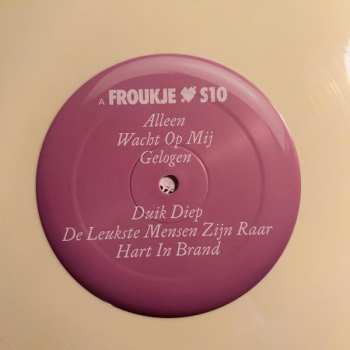 A FROUKJE S10
Alleen
Wacht Op Mij
Gelogen
Duik Diep
De Leukste Mensen Zijn Raar
Hart In Brand